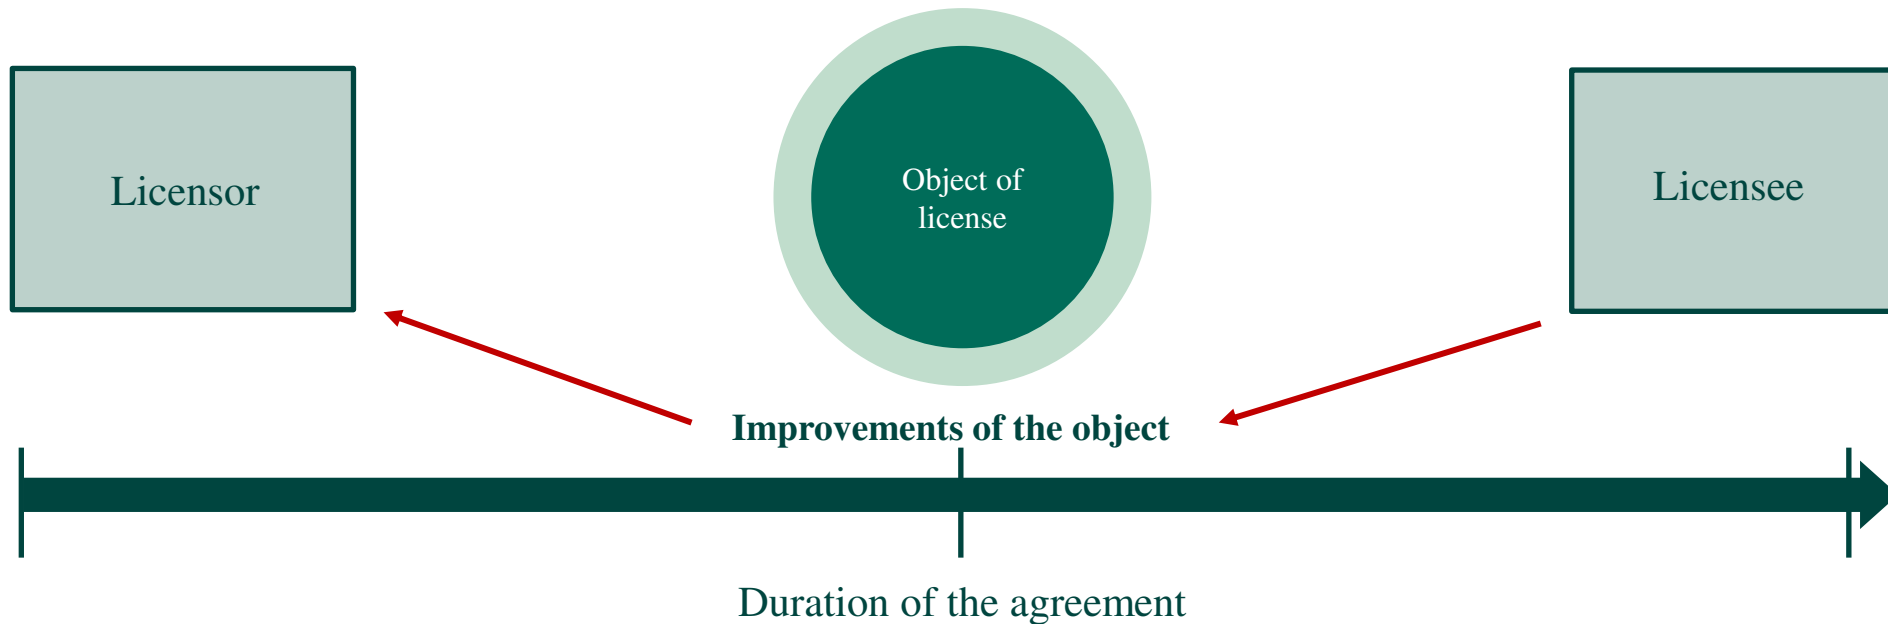 Licensor
Object of
license
Licensee
Improvements of the object
Duration of the agreement